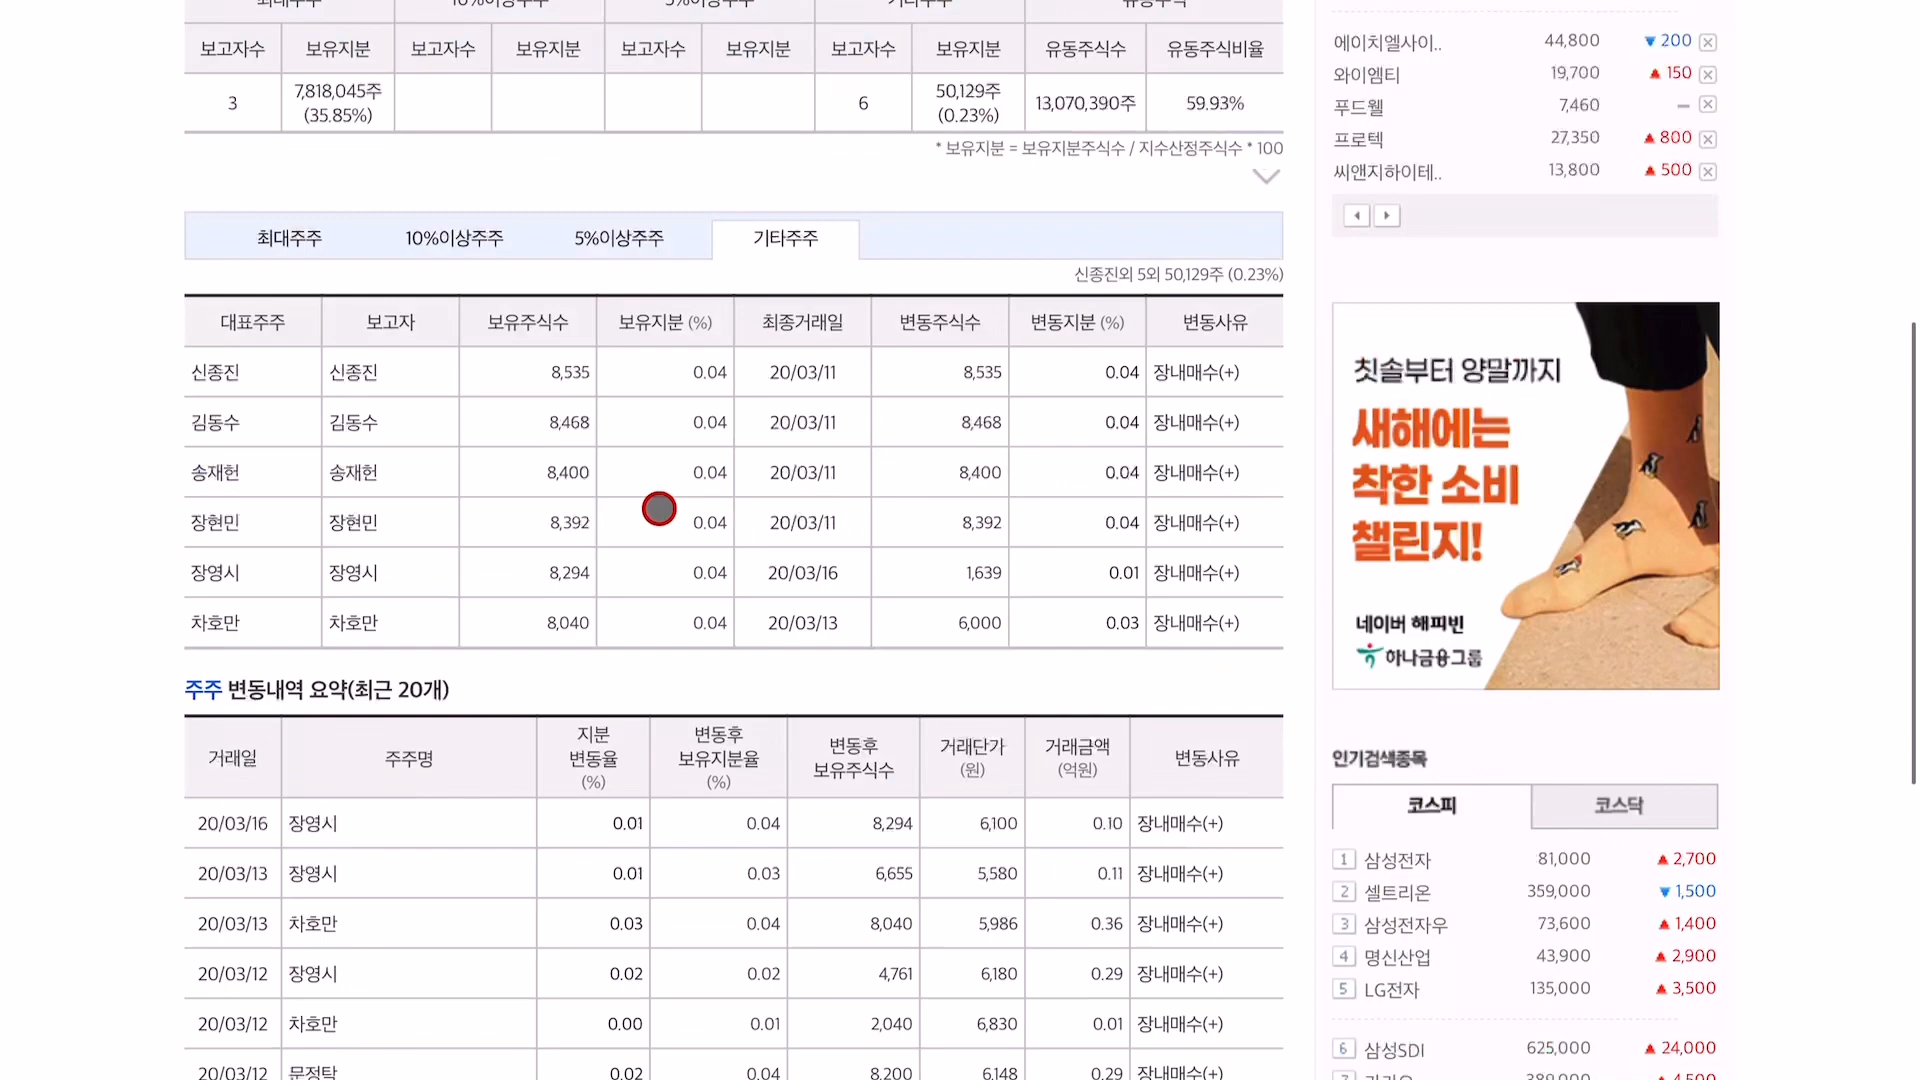 보고자수 보유지분 보고자수 보유지분 보고자수 보유지분 보고자수 보유지분 유동주식수 유동주식비율
3 7,818,045주 (35.85%) 6 50,129주 (0.23%) 13,070,390주 59.93%
* 보유지분 = 보유지분주식수 / 지수산정주식수 * 100
최대주주 10%이상주주 5%이상주주 기타주주
신종진외 5외 50,129주 (0.23%)
대표주주 보고자 보유주식수 보유지분 (%) 최종거래일 변동주식수 변동지분 (%) 변동사유
신종진 신종진 8,535 0.04 20/03/11 8,535 0.04 장내매수(+)
김동수 김동수 8,468 0.04 20/03/11 8,468 0.04 장내매수(+)
송재헌 송재헌 8,400 0.04 20/03/11 8,400 0.04 장내매수(+)
장현민 장현민 8,392 0.04 20/03/11 8,392 0.04 장내매수(+)
장영시 장영시 8,294 0.04 20/03/16 1,639 0.01 장내매수(+)
차호만 차호만 8,040 0.04 20/03/13 6,000 0.03 장내매수(+)
주주 변동내역 요약(최근 20개)
거래일 주주명 지분 변동율 (%) 변동후 보유지분율 (%) 변동후 보유주식수 거래단가 (원) 거래금액 (억원) 변동사유
20/03/16 장영시 0.01 0.04 8,294 6,100 0.10 장내매수(+)
20/03/13 장영시 0.01 0.03 6,655 5,580 0.11 장내매수(+)
20/03/13 차호만 0.03 0.04 8,040 5,986 0.36 장내매수(+)
20/03/12 장영시 0.02 0.02 4,761 6,180 0.29 장내매수(+)
20/03/12 차호만 0.00 0.01 2,040 6,830 0.01 장내매수(+)
20/03/12 문정탁 0.02 0.04 8,200 6,148 0.29 장내매수(+)
에이치엘사이.. 44,800 ▼ 200
와이엠티 19,700 ▲ 150
푸드웰 7,460 –
프로텍 27,350 ▲ 800
씨앤지하이테.. 13,800 ▲ 500
칫솔부터 양말까지
새해에는
착한 소비
챌린지!
네이버 해피빈
하나금융그룹
인기검색종목
코스피 코스닥
1 삼성전자 81,000 ▲ 2,700
2 셀트리온 359,000 ▼ 1,500
3 삼성전자우 73,600 ▲ 1,400
4 명신산업 43,900 ▲ 2,900
5 LG전자 135,000 ▲ 3,500
6 삼성SDI 625,000 ▲ 24,000